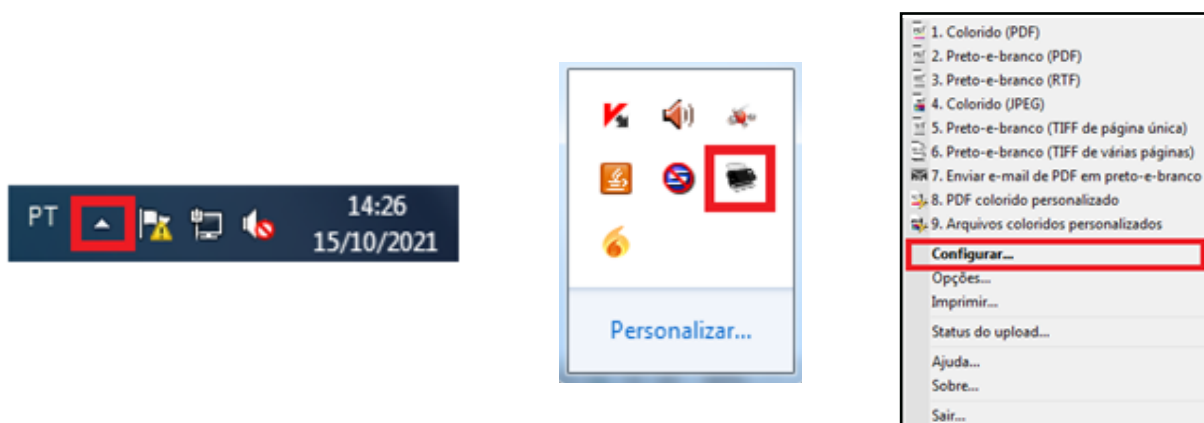 PT
14:26
15/10/2021
Personalizar...
1. Colorido (PDF)
2. Preto-e-branco (PDF)
3. Preto-e-branco (RTF)
4. Colorido (JPEG)
5. Preto-e-branco (TIFF de página única)
6. Preto-e-branco (TIFF de várias páginas)
7. Enviar e-mail de PDF em preto-e-branco
8. PDF colorido personalizado
9. Arquivos coloridos personalizados
Configurar...
Opções...
Imprimir...
Status do upload...
Ajuda...
Sobre...
Sair...